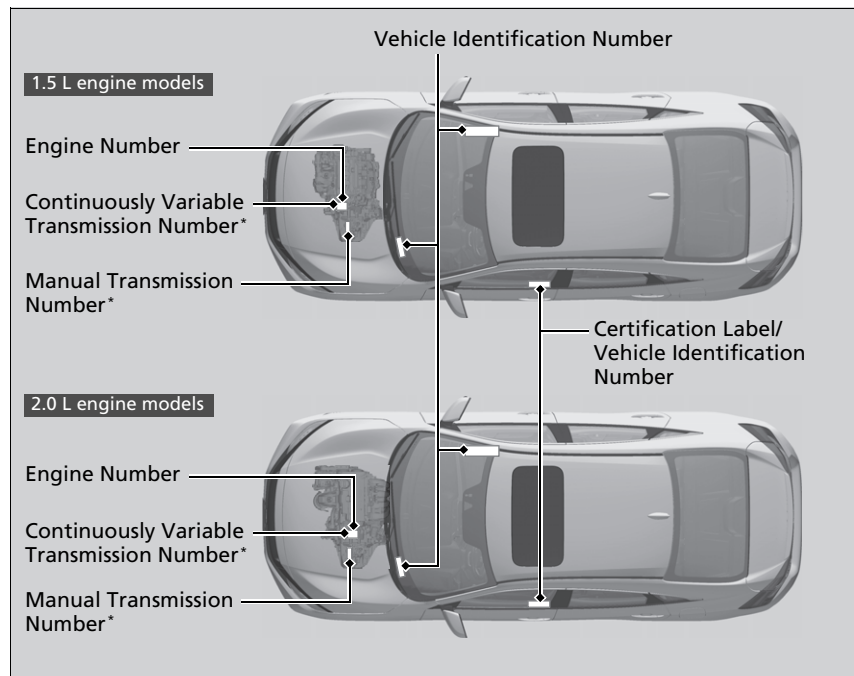 Vehicle Identification Number
1.5 L engine models
Engine Number
Continuously Variable
Transmission Number*
Manual Transmission
Number*
Certification Label/
Vehicle Identification
Number
2.0 L engine models
Engine Number
Continuously Variable
Transmission Number*
Manual Transmission
Number*